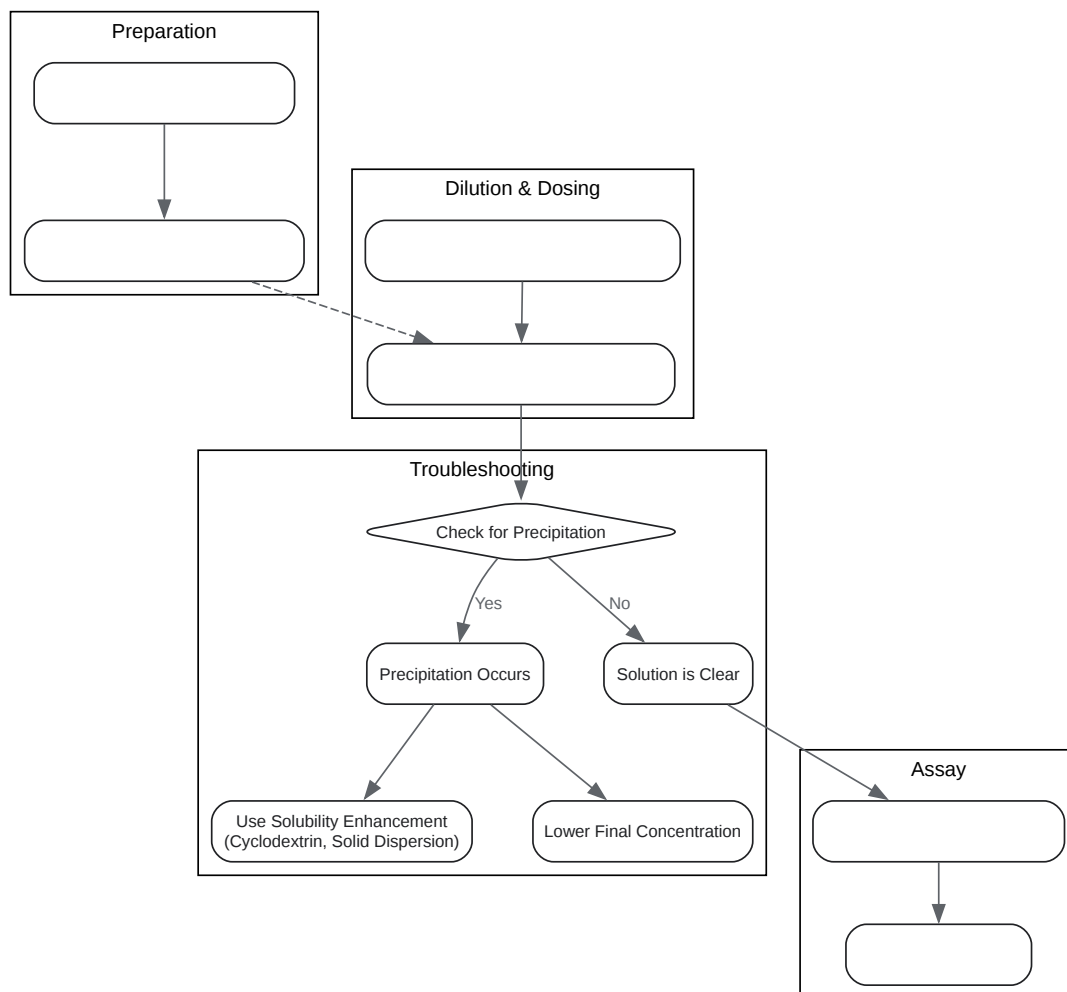 Preparation
Dilution & Dosing
Troubleshooting
Check for Precipitation
Yes
No
Precipitation Occurs
Solution is Clear
Assay
Use Solubility Enhancement
(Cyclodextrin, Solid Dispersion)
Lower Final Concentration